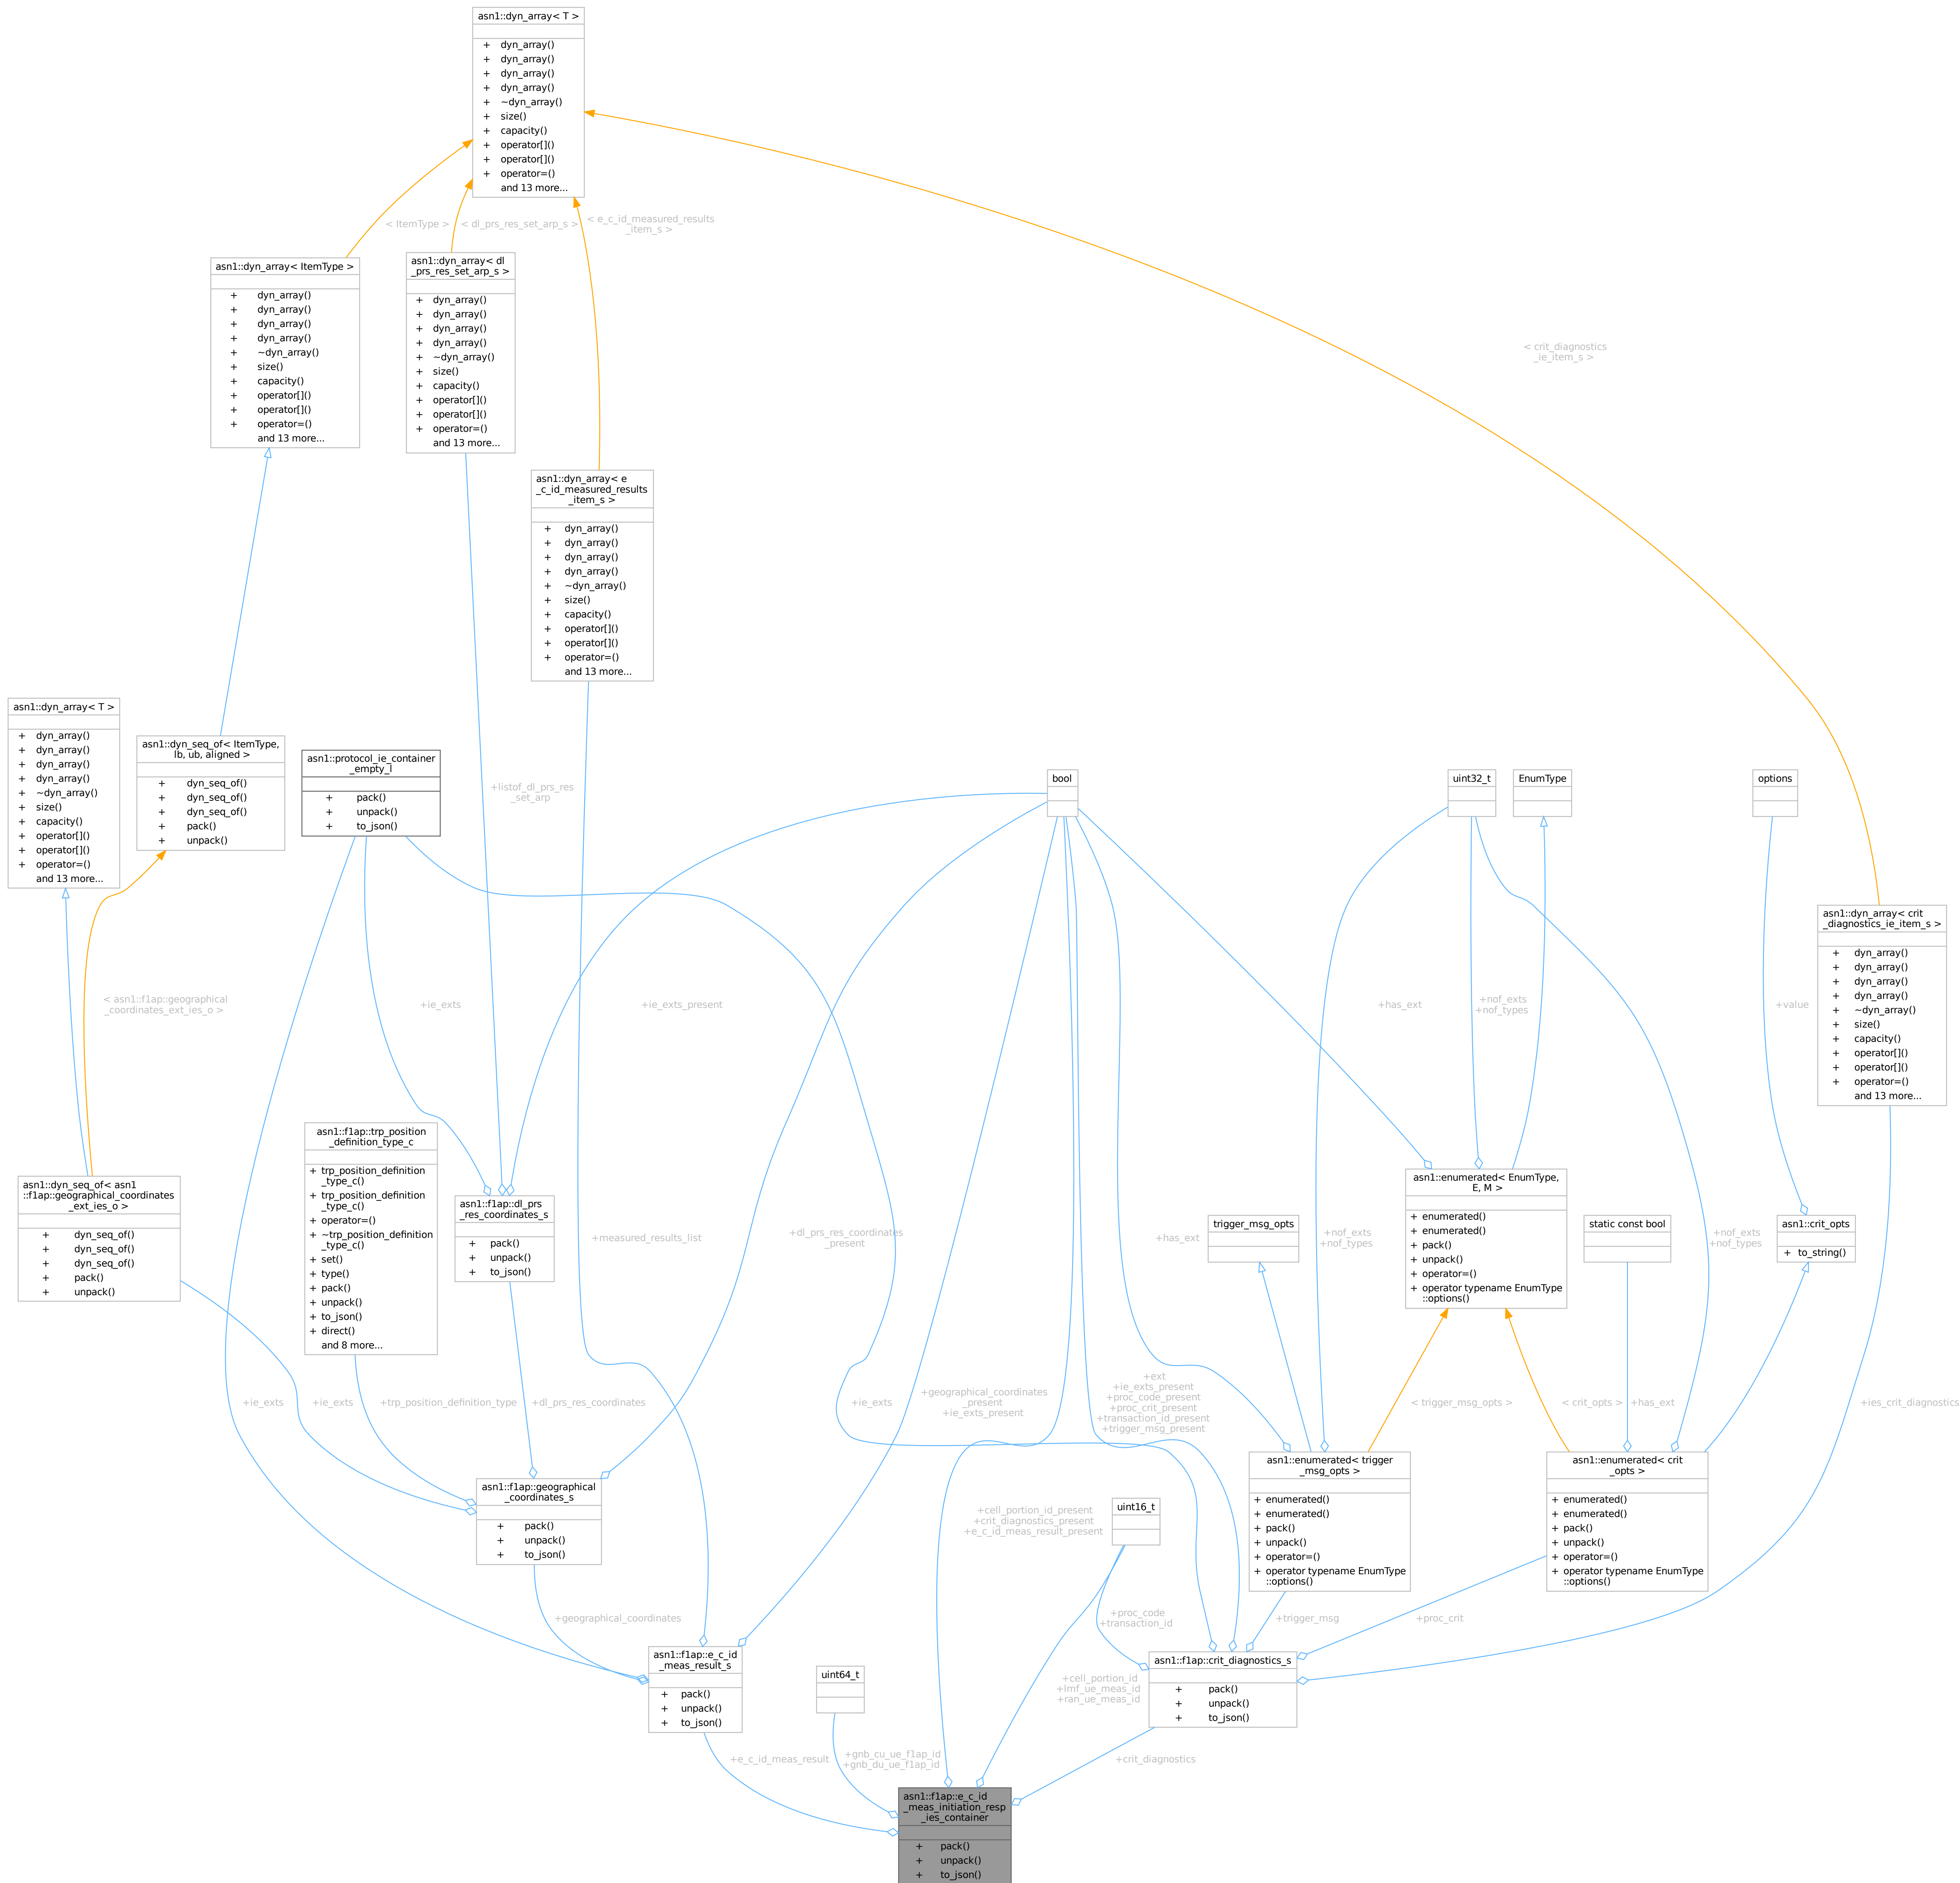 asn1::dyn_array< T >
+ dyn_array()
+ dyn_array()
+ dyn_array()
+ dyn_array()
+ ~dyn_array()
+ size()
+ capacity()
+ operator[]()
+ operator[]()
+ operator=()
and 13 more...
< ItemType >
< dl_prs_res_set_arp_s >
< e_c_id_measured_results
_item_s >
asn1::dyn_array< ItemType >
+ dyn_array()
+ dyn_array()
+ dyn_array()
+ dyn_array()
+ ~dyn_array()
+ size()
+ capacity()
+ operator[]()
+ operator[]()
+ operator=()
and 13 more...
asn1::dyn_array< dl
_prs_res_set_arp_s >
+ dyn_array()
+ dyn_array()
+ dyn_array()
+ dyn_array()
+ ~dyn_array()
+ size()
+ capacity()
+ operator[]()
+ operator[]()
+ operator=()
and 13 more...
< crit_diagnostics
_ie_item_s >
asn1::dyn_array< e
_c_id_measured_results
_item_s >
+ dyn_array()
+ dyn_array()
+ dyn_array()
+ dyn_array()
+ ~dyn_array()
+ size()
+ capacity()
+ operator[]()
+ operator[]()
+ operator=()
and 13 more...
asn1::dyn_array< T >
+ dyn_array()
+ dyn_array()
+ dyn_array()
+ dyn_array()
+ ~dyn_array()
+ size()
+ capacity()
+ operator[]()
+ operator[]()
+ operator=()
and 13 more...
asn1::dyn_seq_of< ItemType,
lb, ub, aligned >
+ dyn_seq_of()
+ dyn_seq_of()
+ dyn_seq_of()
+ pack()
+ unpack()
asn1::protocol_ie_container
_empty_l
+ pack()
+ unpack()
+ to_json()
+listof_dl_prs_res
_set_arp
bool
uint32_t
EnumType
options
asn1::dyn_array< crit
_diagnostics_ie_item_s >
+ dyn_array()
+ dyn_array()
+ dyn_array()
+ dyn_array()
+ ~dyn_array()
+ size()
+ capacity()
+ operator[]()
+ operator[]()
+ operator=()
and 13 more...
< asn1::f1ap::geographical
_coordinates_ext_ies_o >
+ie_exts
+ie_exts_present
+has_ext
+nof_exts
+nof_types
+value
asn1::f1ap::trp_position
_definition_type_c
+ trp_position_definition
_type_c()
+ trp_position_definition
_type_c()
+ operator=()
+ ~trp_position_definition
_type_c()
+ set()
+ type()
+ pack()
+ unpack()
+ to_json()
+ direct()
and 8 more...
asn1::dyn_seq_of< asn1
::f1ap::geographical_coordinates
_ext_ies_o >
+ dyn_seq_of()
+ dyn_seq_of()
+ dyn_seq_of()
+ pack()
+ unpack()
asn1::f1ap::dl_prs
_res_coordinates_s
+ pack()
+ unpack()
+ to_json()
+measured_results_list
+dl_prs_res_coordinates
_present
+has_ext
trigger_msg_opts
+nof_exts
+nof_types
asn1::enumerated< EnumType,
E, M >
+ enumerated()
+ enumerated()
+ pack()
+ unpack()
+ operator=()
+ operator typename EnumType
::options()
static const bool
+nof_exts
+nof_types
asn1::crit_opts
+ to_string()
+ie_exts
+ie_exts
+trp_position_definition_type
+dl_prs_res_coordinates
+ie_exts
+geographical_coordinates
_present
+ie_exts_present
+ext
+ie_exts_present
+proc_code_present
+proc_crit_present
+transaction_id_present
+trigger_msg_present
< trigger_msg_opts >
< crit_opts >
+has_ext
+ies_crit_diagnostics
asn1::f1ap::geographical
_coordinates_s
+ pack()
+ unpack()
+ to_json()
+cell_portion_id_present
+crit_diagnostics_present
+e_c_id_meas_result_present
uint16_t
asn1::enumerated< trigger
_msg_opts >
+ enumerated()
+ enumerated()
+ pack()
+ unpack()
+ operator=()
+ operator typename EnumType
::options()
asn1::enumerated< crit
_opts >
+ enumerated()
+ enumerated()
+ pack()
+ unpack()
+ operator=()
+ operator typename EnumType
::options()
+geographical_coordinates
+proc_code
+transaction_id
+trigger_msg
+proc_crit
asn1::f1ap::e_c_id
_meas_result_s
+ pack()
+ unpack()
+ to_json()
uint64_t
+cell_portion_id
+lmf_ue_meas_id
+ran_ue_meas_id
asn1::f1ap::crit_diagnostics_s
+ pack()
+ unpack()
+ to_json()
+e_c_id_meas_result
+gnb_cu_ue_f1ap_id
+gnb_du_ue_f1ap_id
+crit_diagnostics
asn1::f1ap::e_c_id
_meas_initiation_resp
_ies_container
+ pack()
+ unpack()
+ to_json()